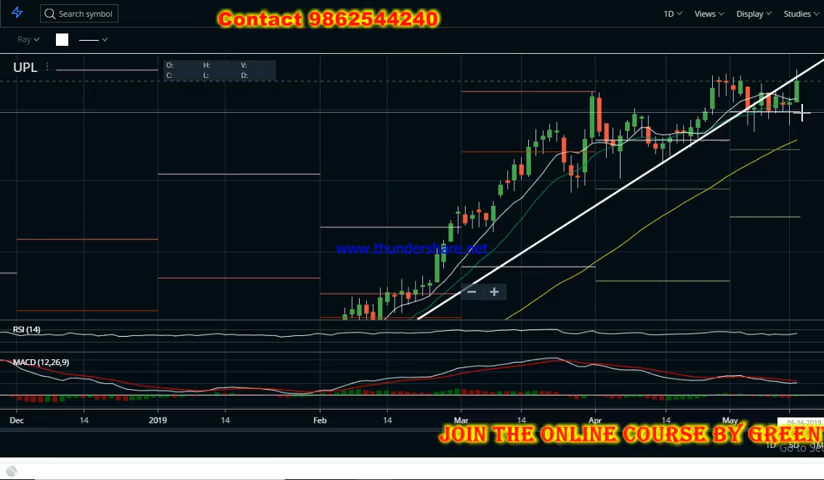 Contact 9862544240
Search symbol
1D Views Display Studies
Ray
UPL
O: H: V:
C: L: D:
www.thundershare.net
RSI (14)
MACD (12,26,9)
Dec 14 2019 14 Feb 14 Mar 14 Apr 14 May
JOIN THE ONLINE COURSE BY GREEN